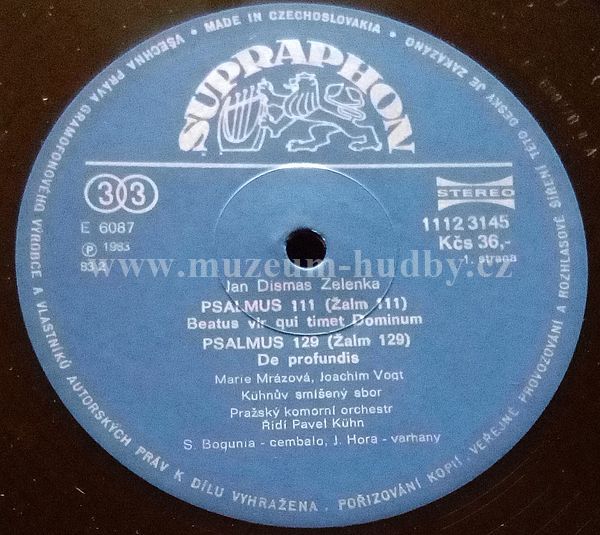 MADE IN CZECHOSLOVAKIA • VŠECHNA PRÁVA GRAMOFONOVÉHO VÝROBCE A VLASTNÍKŮ AUTORSKÝCH PRÁV K DÍLU VYHRAŽENA • POŘIZOVÁNÍ KOPIÍ, VEŘEJNÉ PROVOZOVÁNÍ A ROZHLASOVÉ ŠÍŘENÍ TÉTO DESKY JE ZAKÁZÁNO
SUPRAPHON
33
STEREO
E 6087
1112 3145
Ⓟ 1983
Kčs 36,-
83 2
1. strana
www.muzeum-hudby.cz
Jan Dismas Zelenka
PSALMUS 111 (Žalm 111)
Beatus vir qui timet Dominum
PSALMUS 129 (Žalm 129)
De profundis
Marie Mrázová, Joachim Vogt
Kühnův smíšený sbor
Pražský komorní orchestr
Řídí Pavel Kühn
S. Bogunia - cembalo, J. Hora - varhany